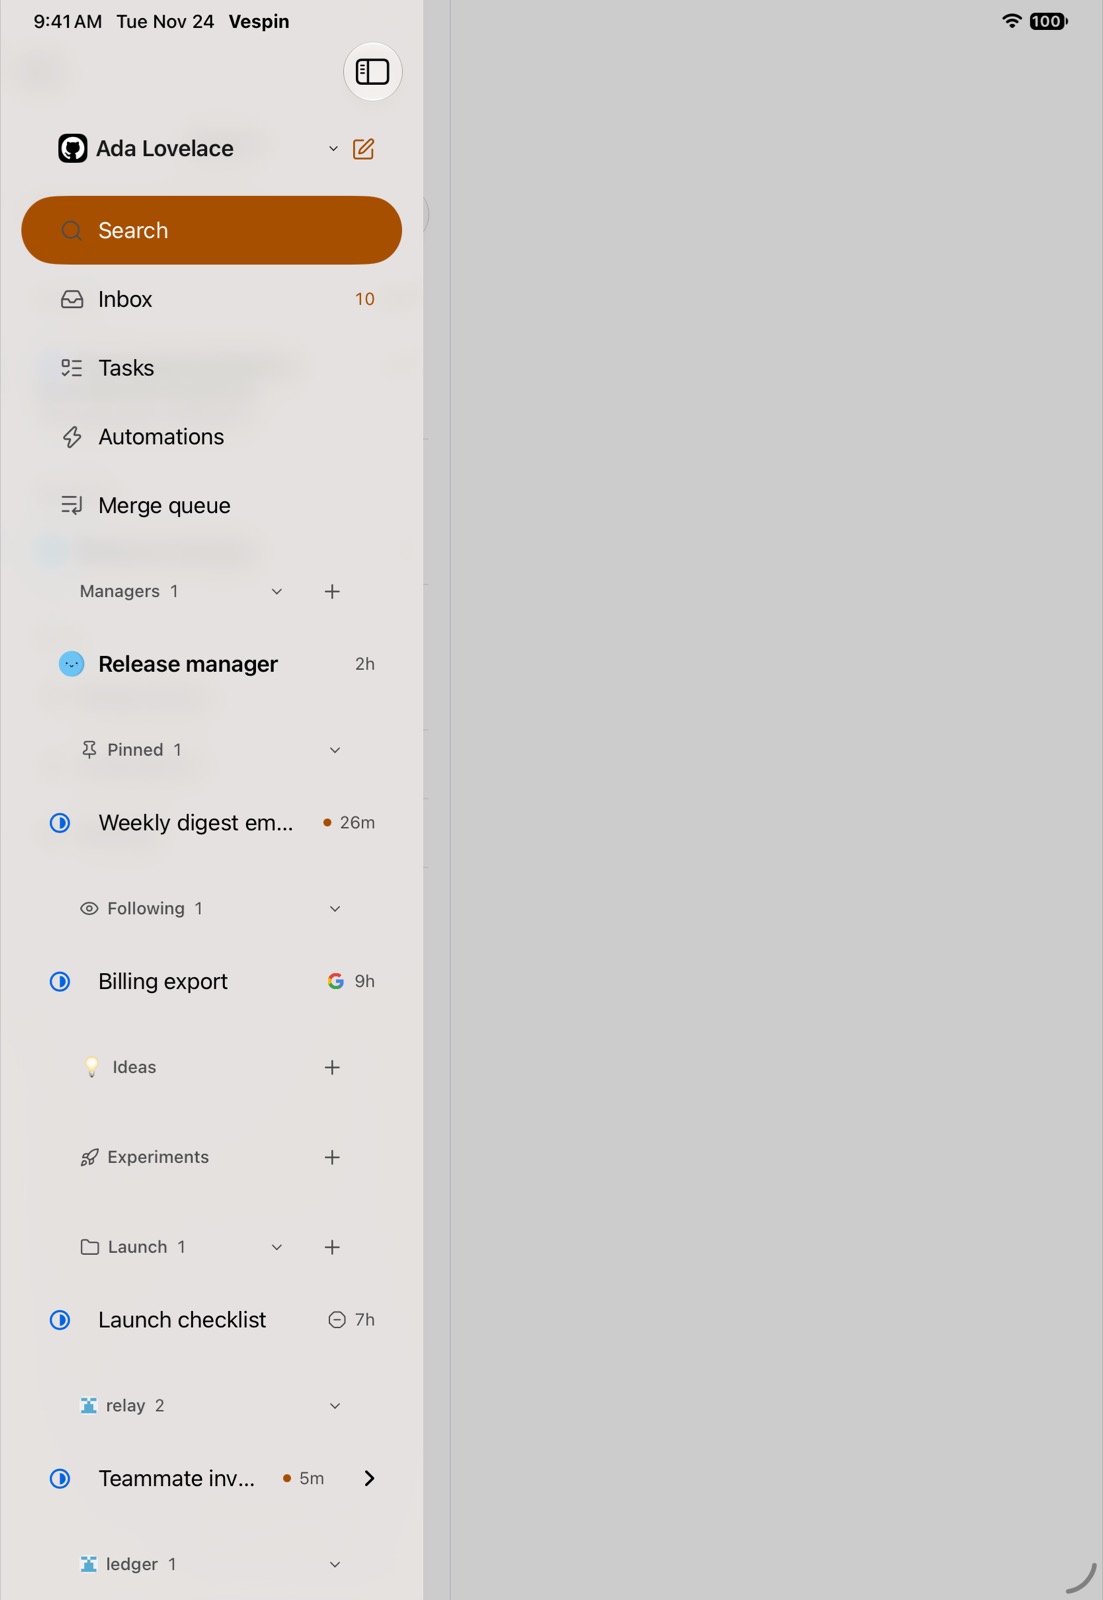 9:41 AM Tue Nov 24 Vespin
100
Ada Lovelace
Search
Inbox 10
Tasks
Automations
Merge queue
Managers 1
Release manager 2h
Pinned 1
Weekly digest em... 26m
Following 1
Billing export 9h
Ideas
Experiments
Launch 1
Launch checklist 7h
relay 2
Teammate inv... 5m
ledger 1